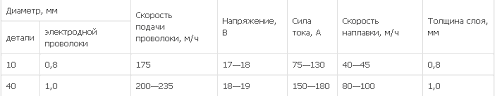 Диаметр, мм
детали
электродной
проволоки
Скорость
подачи
проволоки, м/ч
Напряжение,
В
Сила
тока, А
Скорость
наплавки, м/ч
Толщина слоя,
мм
10 0,8 175 17—18 75—130 40—45 0,8
40 1,0 200—235 18—19 150—180 80—100 1,0